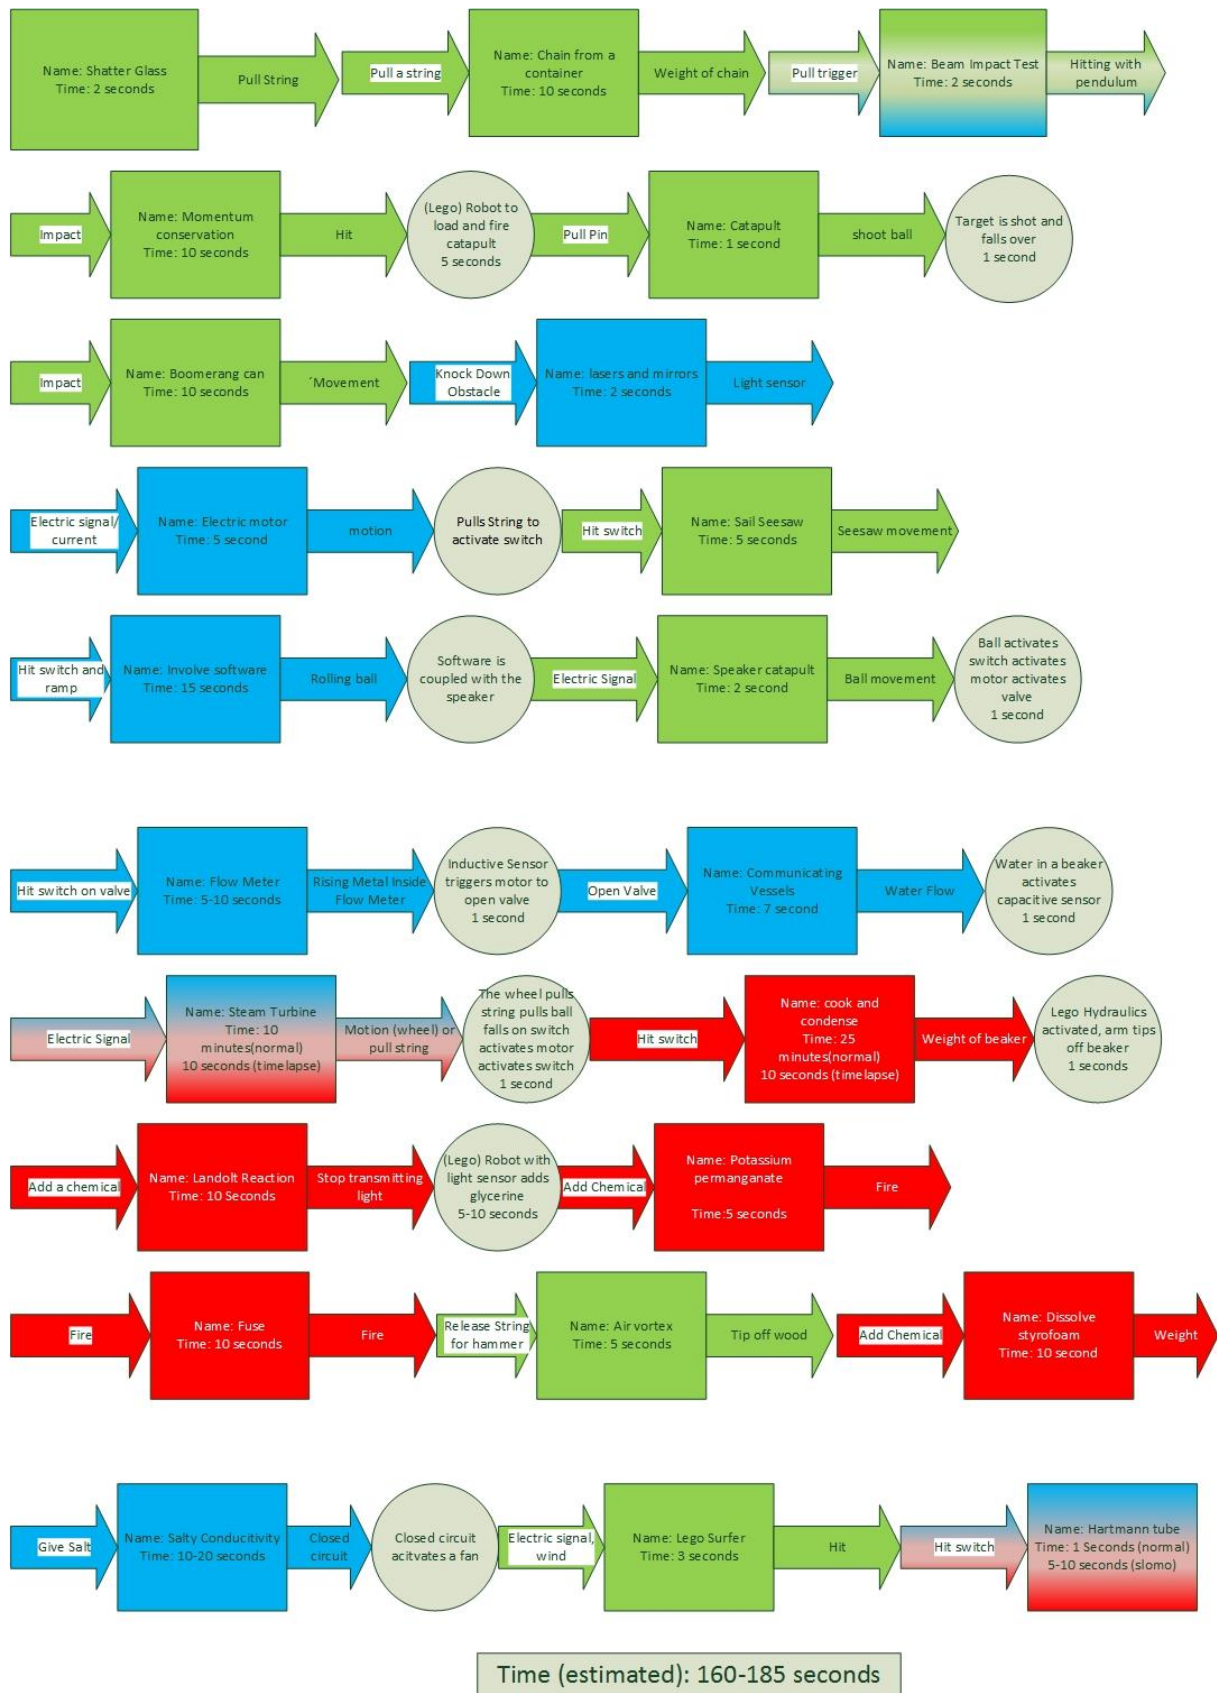 Name: Shatter Glass
Time: 2 seconds
Pull String
Pull a string
Name: Chain from a
container
Time: 10 seconds
Weight of chain
Pull trigger
Name: Beam Impact Test
Time: 2 seconds
Hitting with
pendulum
Impact
Name: Momentum
conservation
Time: 10 seconds
Hit
(Lego) Robot to
load and fire
catapult
5 seconds
Pull Pin
Name: Catapult
Time: 1 second
shoot ball
Target is shot and
falls over
1 second
Impact
Name: Boomerang can
Time: 10 seconds
´Movement
Knock Down
Obstacle
Name: lasers and mirrors
Time: 2 seconds
Light sensor
Electric signal/
current
Name: Electric motor
Time: 5 second
motion
Pulls String to
activate switch
Hit switch
Name: Sail Seesaw
Time: 5 seconds
Seesaw movement
Hit switch and
ramp
Name: Involve software
Time: 15 seconds
Rolling ball
Software is
coupled with the
speaker
Electric Signal
Name: Speaker catapult
Time: 2 second
Ball movement
Ball activates
switch activates
motor activates
valve
1 second
Hit switch on valve
Name: Flow Meter
Time: 5-10 seconds
Rising Metal Inside
Flow Meter
Inductive Sensor
triggers motor to
open valve
1 second
Open Valve
Name: Communicating
Vessels
Time: 7 second
Water Flow
Water in a beaker
activates
capacitive sensor
1 second
Electric Signal
Name: Steam Turbine
Time: 10
minutes(normal)
10 seconds (timelapse)
Motion (wheel) or
pull string
The wheel pulls
string pulls ball
falls on switch
activates motor
activates switch
1 second
Hit switch
Name: cook and
condense
Time: 25
minutes(normal)
10 seconds (timelapse)
Weight of beaker
Lego Hydraulics
activated, arm tips
off beaker
1 seconds
Add a chemical
Name: Landolt Reaction
Time: 10 Seconds
Stop transmitting
light
(Lego) Robot with
light sensor adds
glycerine
5-10 seconds
Add Chemical
Name: Potassium
permanganate
Time:5 seconds
Fire
Fire
Name: Fuse
Time: 10 seconds
Fire
Release String
for hammer
Name: Air vortex
Time: 5 seconds
Tip off wood
Add Chemical
Name: Dissolve
styrofoam
Time: 10 second
Weight
Give Salt
Name: Salty Conducitivity
Time: 10-20 seconds
Closed
circuit
Closed circuit
acitvates a fan
Electric signal,
wind
Name: Lego Surfer
Time: 3 seconds
Hit
Hit switch
Name: Hartmann tube
Time: 1 Seconds (normal)
5-10 seconds (slomo)
Time (estimated): 160-185 seconds